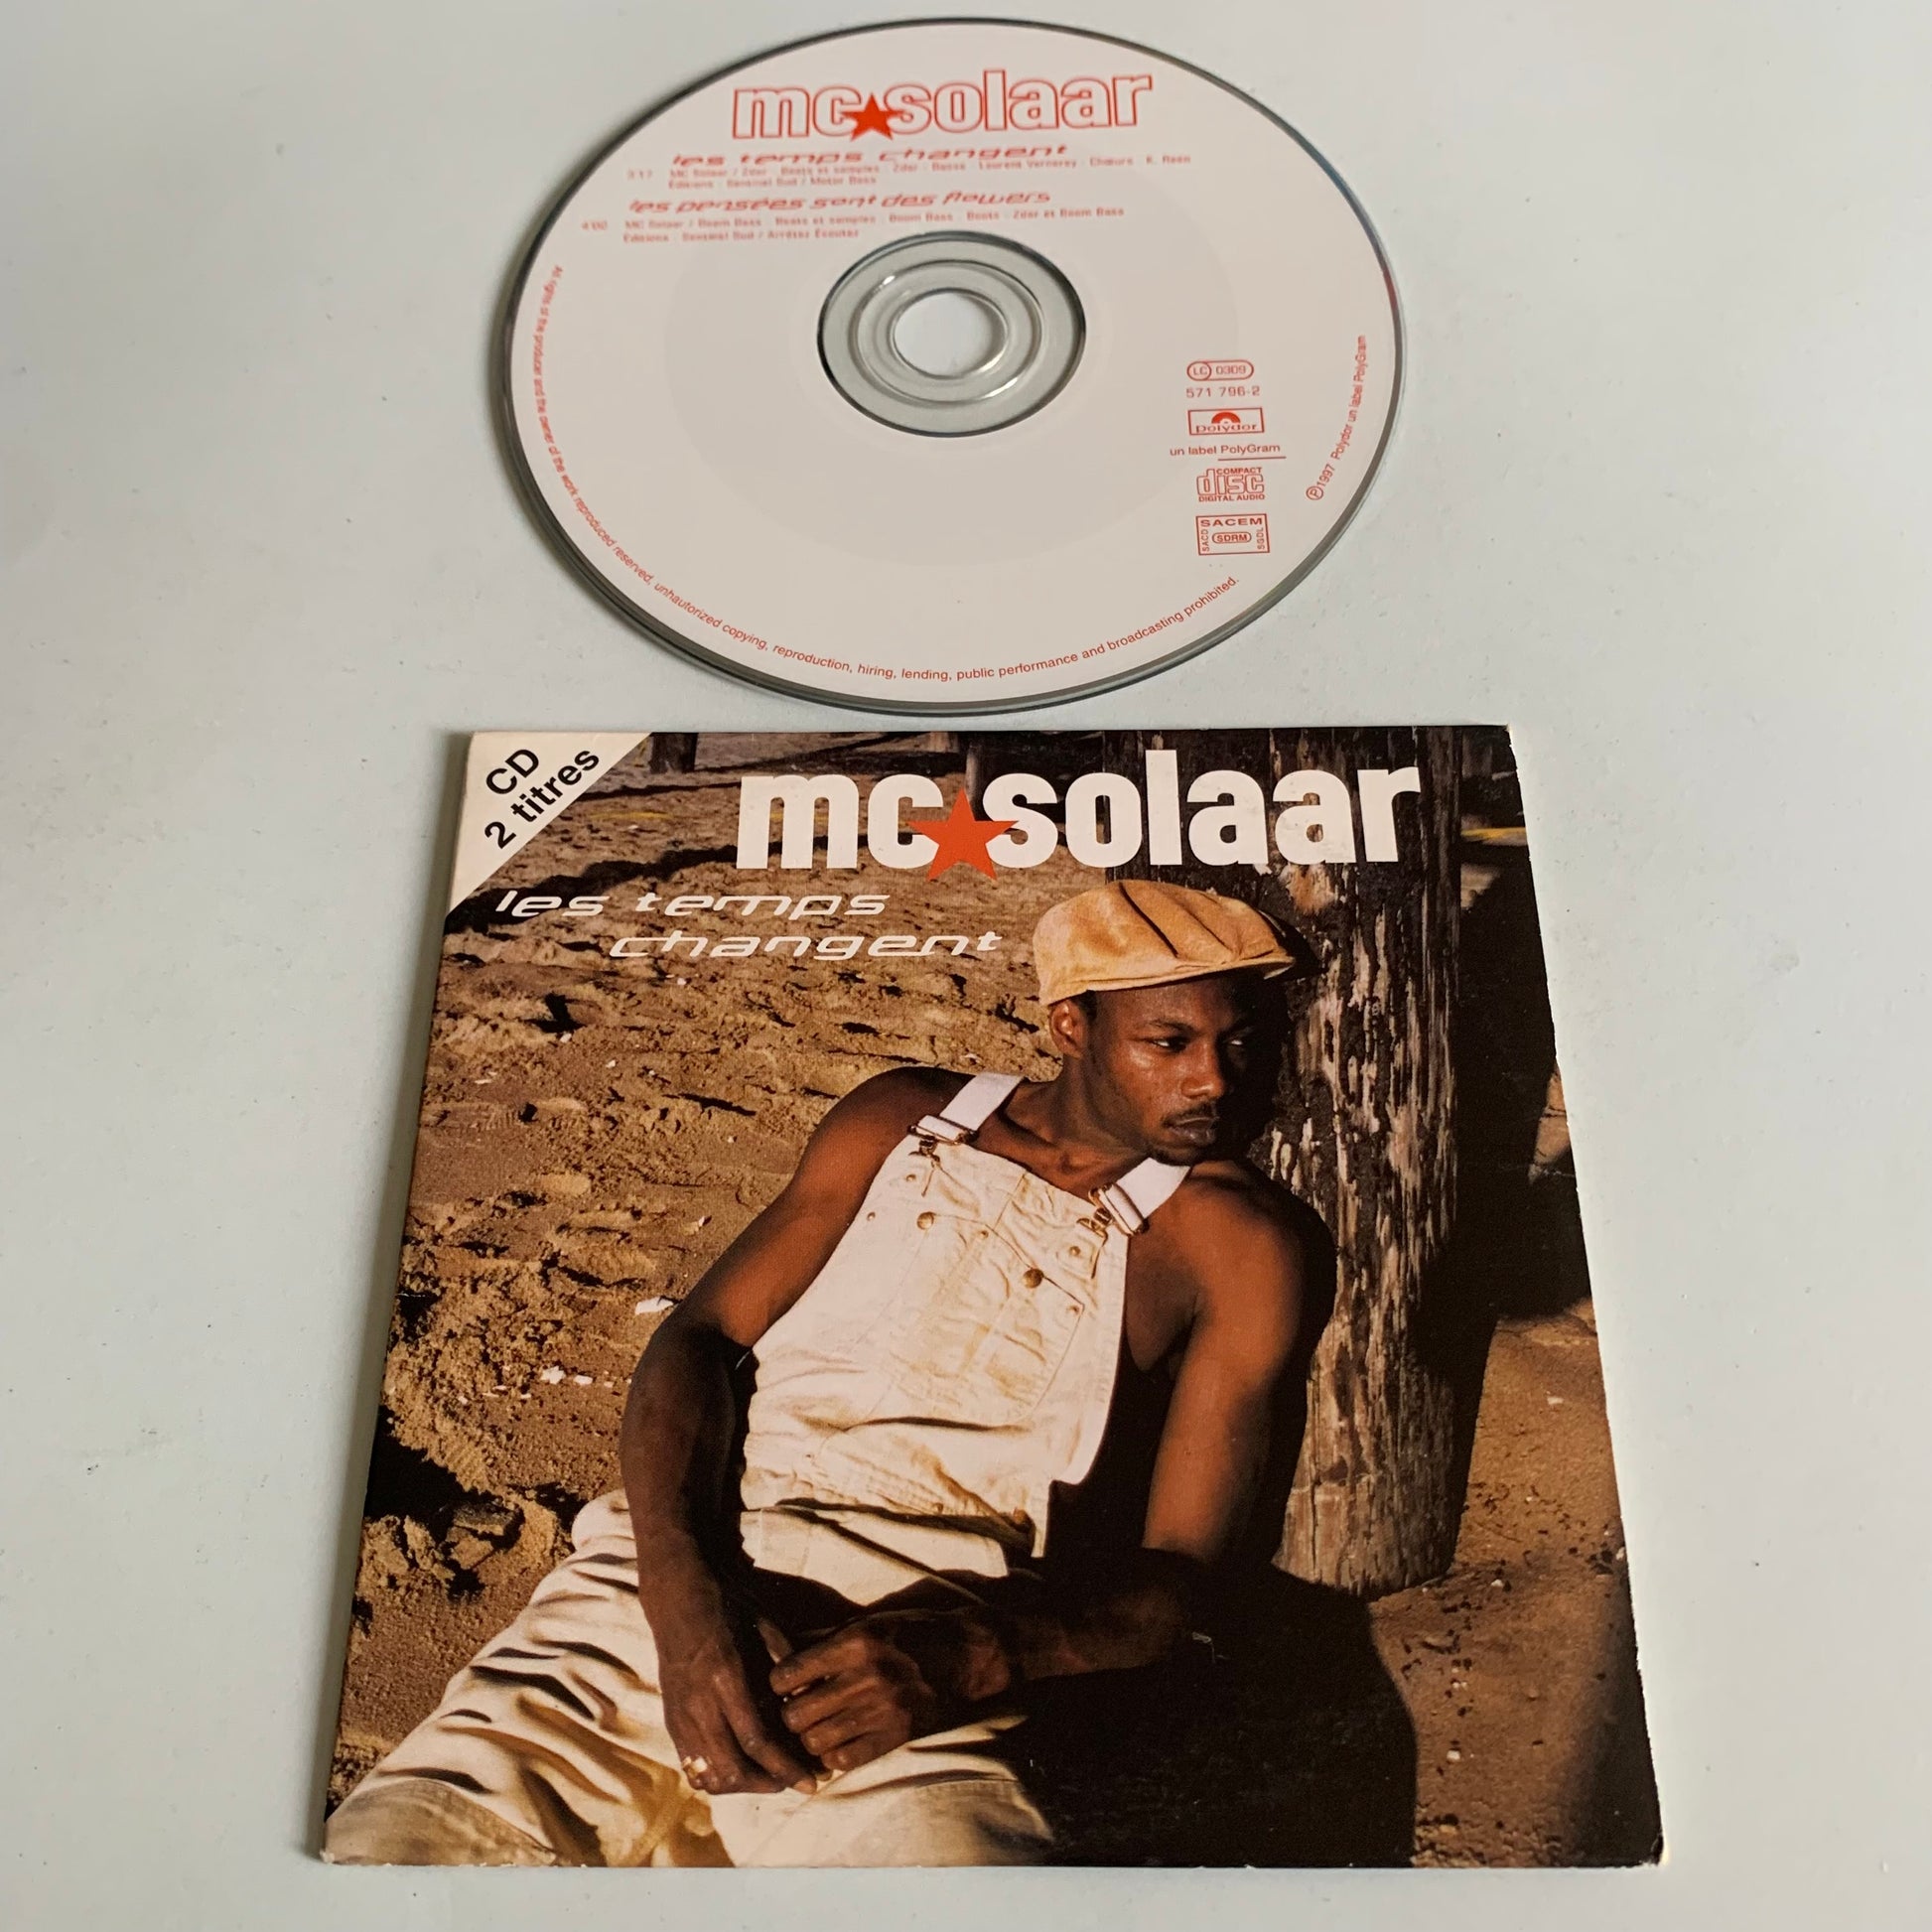 mc★solaar
les temps changent
3'17 MC Solaar / Zdar - Beats et samples : Zdar - Basse : Laurent Vernerey - Chœurs : K. Reen
Éditions : Sentinel Sud / Motor Bass
les pensées sont des flowers
4'00 MC Solaar / Boom Bass - Beats et samples : Boom Bass - Beats : Zdar et Boom Bass
Éditions : Sentinel Sud / Arrêtez Écoutez
LC 0309
571 796-2
Polydor
un label PolyGram
COMPACT
disc
DIGITAL AUDIO
SACEM
SACD SDRM SGDL
℗1997 Polydor un label PolyGram
All rights of the producer and the owner of the work reproduced reserved, unhautorized copying, reproduction, hiring, lending, public performance and broadcasting prohibited.
CD
2 titres
mc★solaar
les temps
changent